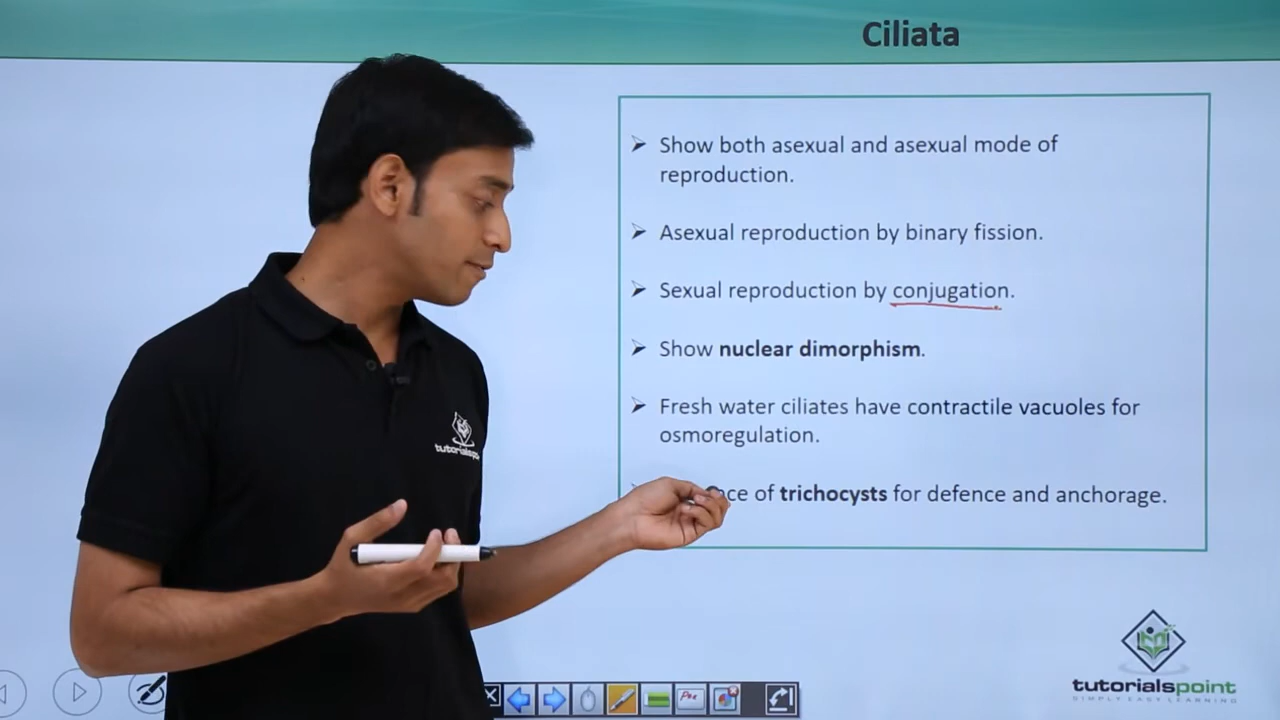 Ciliata
Show both asexual and asexual mode of
reproduction.
Asexual reproduction by binary fission.
Sexual reproduction by conjugation.
Show nuclear dimorphism.
Fresh water ciliates have contractile vacuoles for
osmoregulation.
of trichocysts for defence and anchorage.
tutorialspoint
SIMPLY EASY LEARNING